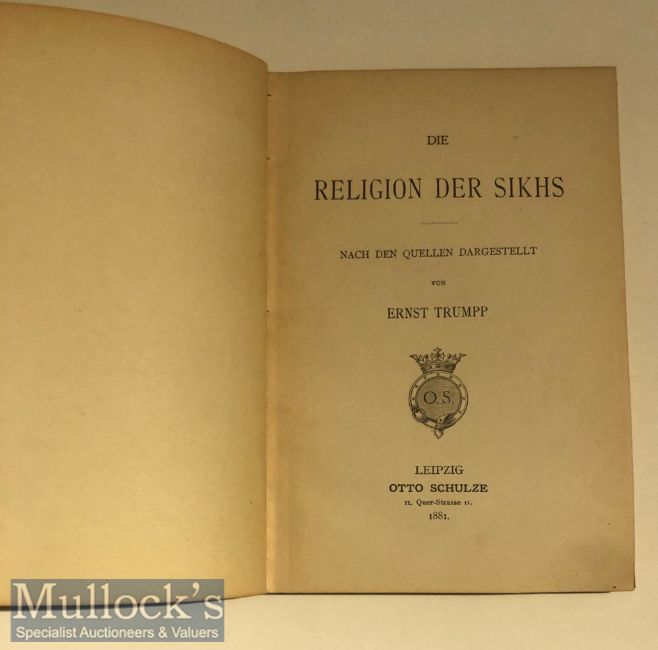 DIE
RELIGION DER SIKHS
NACH DEN QUELLEN DARGESTELLT
VON
ERNST TRUMPP
O. S.
LEIPZIG
OTTO SCHULZE
11, Quer-Strasse 11.
1881.
Mullock's
Specialist Auctioneers & Valuers